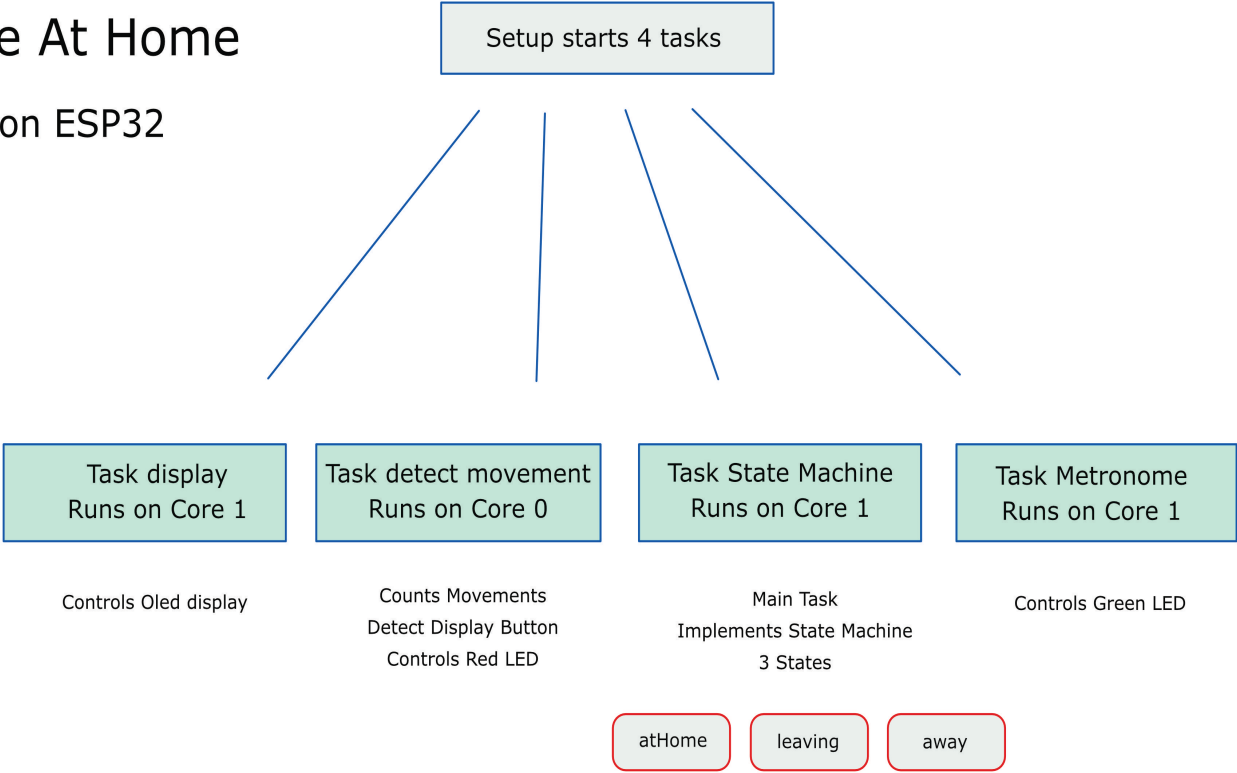 e At Home
on ESP32
Setup starts 4 tasks
Task display
Runs on Core 1
Controls Oled display
Task detect movement
Runs on Core 0
Counts Movements
Detect Display Button
Controls Red LED
Task State Machine
Runs on Core 1
Main Task
Implements State Machine
3 States
atHome
leaving
away
Task Metronome
Runs on Core 1
Controls Green LED